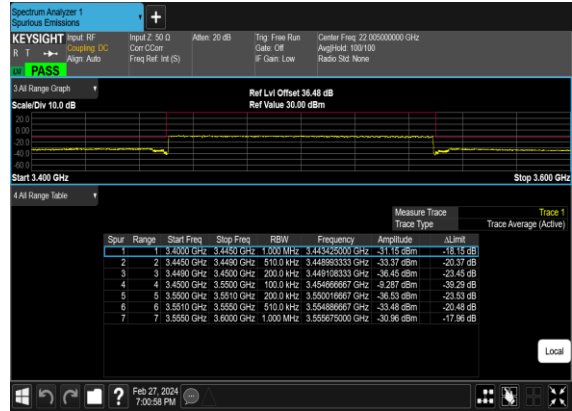 Spectrum Analyzer 1
Spurious Emissions
KEYSIGHT Input: RF Input Z: 50 Ω Atten: 20 dB Trig: Free Run Center Freq: 22.005000000 GHz
R T Coupling: DC Corr CCorr Gate: Off Avg|Hold: 100/100
Align: Auto Freq Ref: Int (S) IF Gain: Low Radio Std: None
PASS
3 All Range Graph
Ref Lvl Offset 36.48 dB
Scale/Div 10.0 dB Ref Value 30.00 dBm
20.0
0.00
-20.0
-40.0
-60.0
Start 3.400 GHz Stop 3.600 GHz
4 All Range Table
Measure Trace Trace 1
Trace Type Trace Average (Active)
Spur Range Start Freq Stop Freq RBW Frequency Amplitude ΔLimit
1 1 3.4000 GHz 3.4450 GHz 1.000 MHz 3.443425000 GHz -31.15 dBm -18.15 dB
2 2 3.4450 GHz 3.4490 GHz 510.0 kHz 3.448993333 GHz -33.37 dBm -20.37 dB
3 3 3.4490 GHz 3.4500 GHz 200.0 kHz 3.449108333 GHz -36.45 dBm -23.45 dB
4 4 3.4500 GHz 3.5500 GHz 100.0 kHz 3.454666667 GHz -9.287 dBm -39.29 dB
5 5 3.5500 GHz 3.5510 GHz 200.0 kHz 3.550016667 GHz -36.53 dBm -23.53 dB
6 6 3.5510 GHz 3.5550 GHz 510.0 kHz 3.554886667 GHz -33.48 dBm -20.48 dB
7 7 3.5550 GHz 3.6000 GHz 1.000 MHz 3.555675000 GHz -30.96 dBm -17.96 dB
Local
? Feb 27, 2024
7:00:58 PM